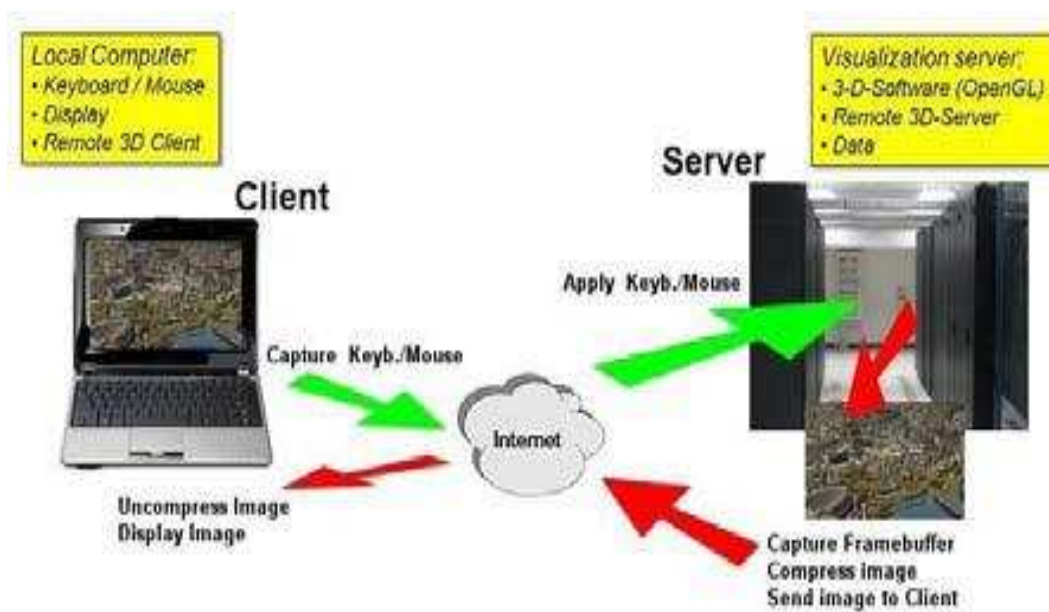 Local Computer:
• Keyboard / Mouse
• Display
• Remote 3D Client
Visualization server:
• 3-D-Software (OpenGL)
• Remote 3D-Server
• Data
Client
Server
Apply Keyb./Mouse
Capture Keyb./Mouse
Internet
Uncompress Image
Display Image
Capture Framebuffer
Compress image
Send image to Client